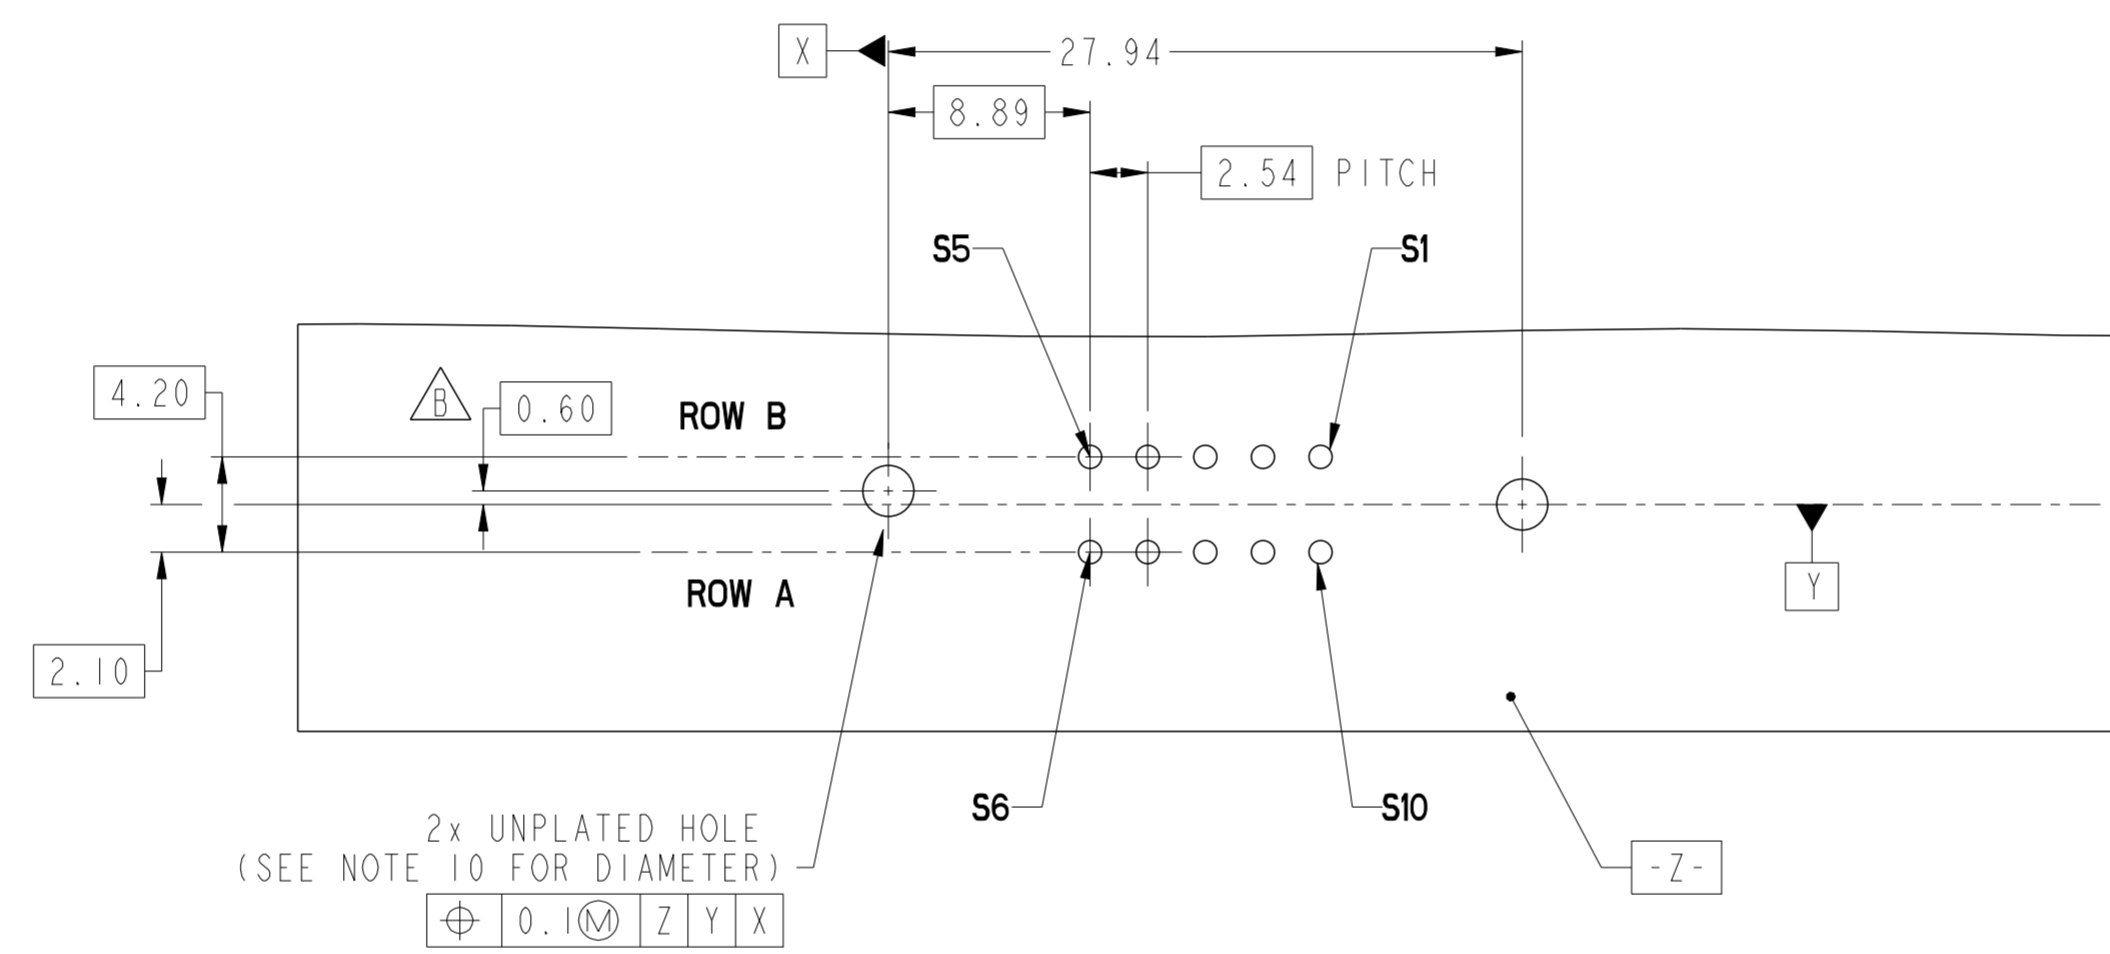 X
27.94
8.89
2.54 PITCH
S5
S1
4.20
B
0.60
ROW B
ROW A
Y
2.10
S6
S10
2x UNPLATED HOLE
(SEE NOTE 10 FOR DIAMETER)
-Z-
⌖ 0.1Ⓜ Z Y X